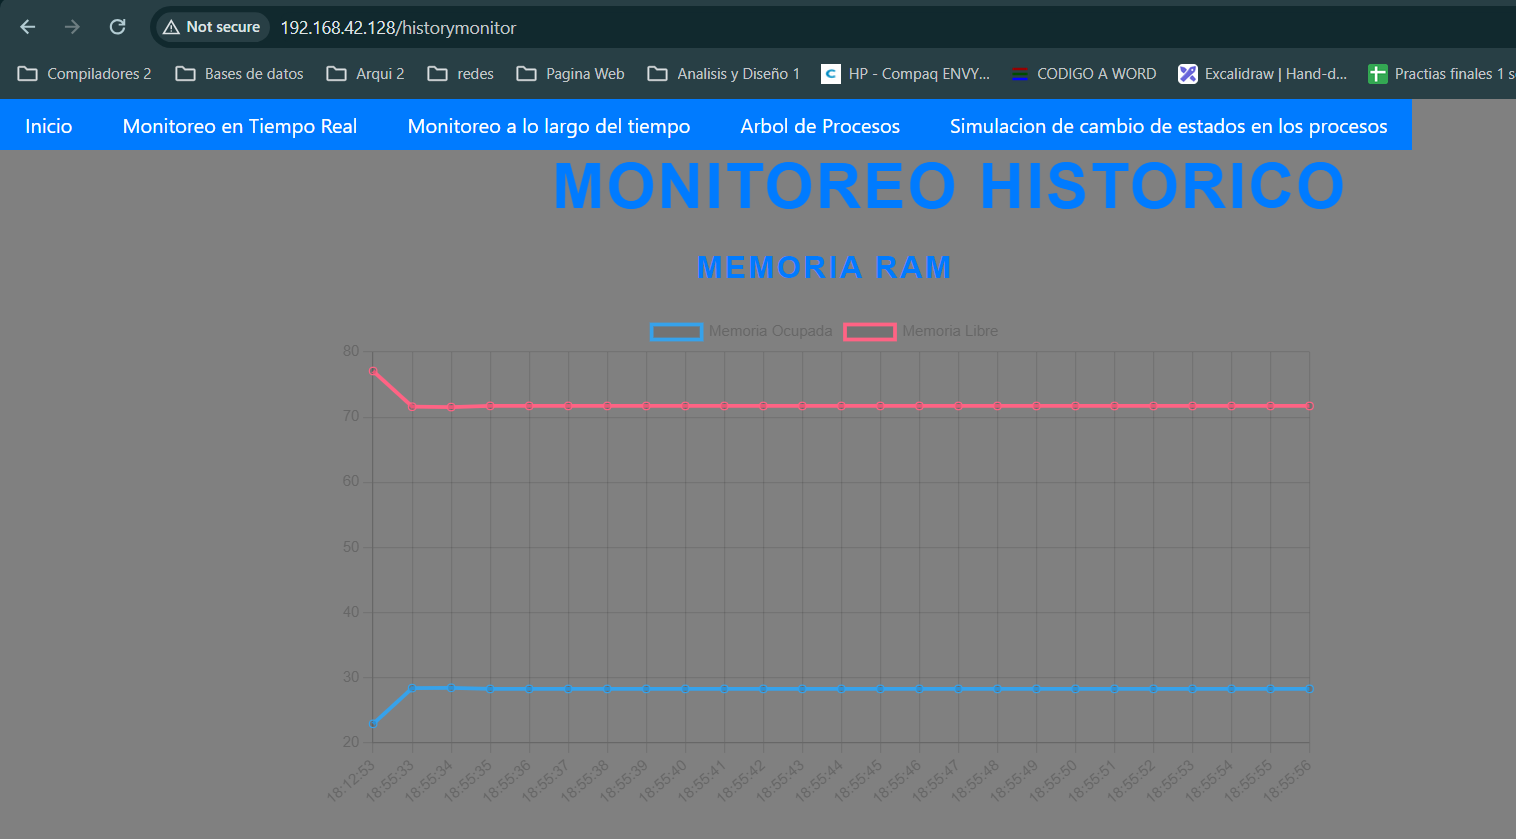 Not secure 192.168.42.128/historymonitor
Compiladores 2 Bases de datos Arqui 2 redes Pagina Web Analisis y Diseño 1 HP - Compaq ENVY... CODIGO A WORD Excalidraw | Hand-d... Practias finales 1 s
Inicio Monitoreo en Tiempo Real Monitoreo a lo largo del tiempo Arbol de Procesos Simulacion de cambio de estados en los procesos
MONITOREO HISTORICO
MEMORIA RAM
Memoria Ocupada Memoria Libre
80
70
60
50
40
30
20
18:12:53 18:55:33 18:55:34 18:55:35 18:55:36 18:55:37 18:55:38 18:55:39 18:55:40 18:55:41 18:55:42 18:55:43 18:55:44 18:55:45 18:55:46 18:55:47 18:55:48 18:55:49 18:55:50 18:55:51 18:55:52 18:55:53 18:55:54 18:55:55 18:55:56